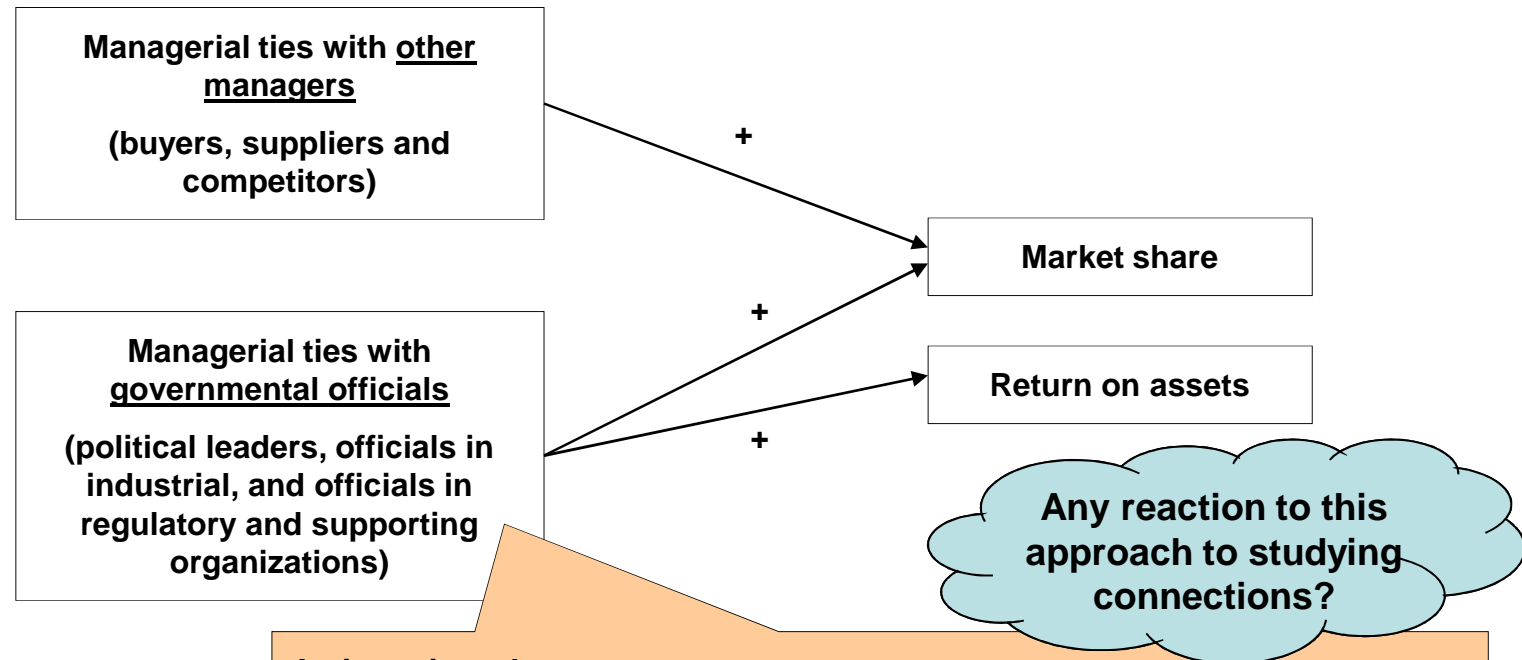 Managerial ties with other
managers
(buyers, suppliers and
competitors)
+
Market share
+
Managerial ties with
governmental officials
(political leaders, officials in
industrial, and officials in
regulatory and supporting
organizations)
Return on assets
+
Any reaction to this
approach to studying
connections?